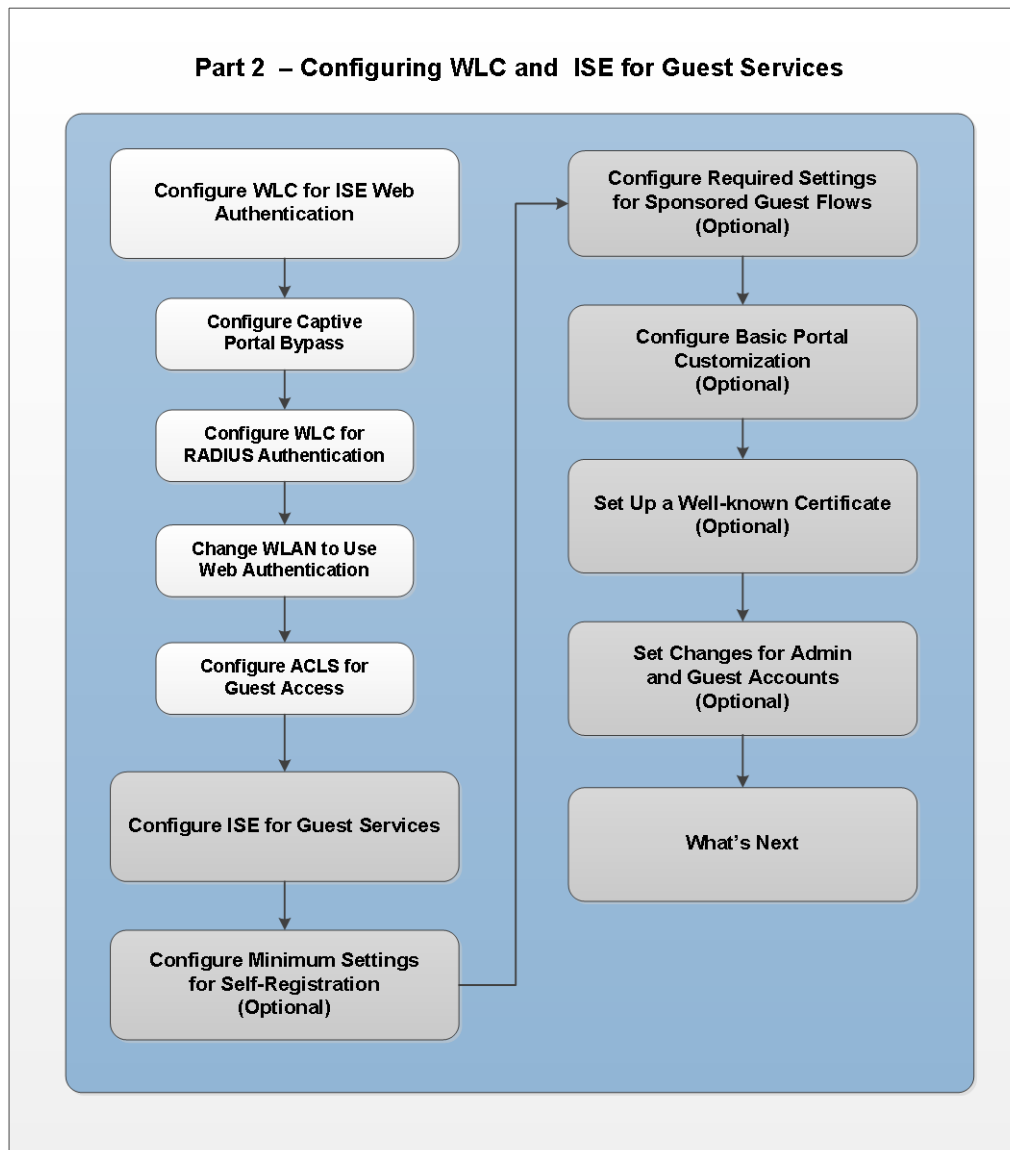 Part 2 – Configuring WLC and ISE for Guest Services
Configure WLC for ISE Web
Authentication
Configure Captive
Portal Bypass
Configure WLC for
RADIUS Authentication
Change WLAN to Use
Web Authentication
Configure ACLS for
Guest Access
Configure ISE for Guest Services
Configure Minimum Settings
for Self-Registration
(Optional)
Configure Required Settings
for Sponsored Guest Flows
(Optional)
Configure Basic Portal
Customization
(Optional)
Set Up a Well-known Certificate
(Optional)
Set Changes for Admin
and Guest Accounts
(Optional)
What's Next